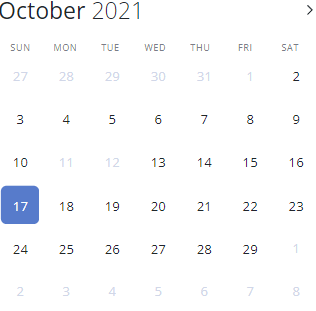 October 2021
SUN MON TUE WED THU FRI SAT
27 28 29 30 31 1 2
3 4 5 6 7 8 9
10 11 12 13 14 15 16
17 18 19 20 21 22 23
24 25 26 27 28 29 1
2 3 4 5 6 7 8